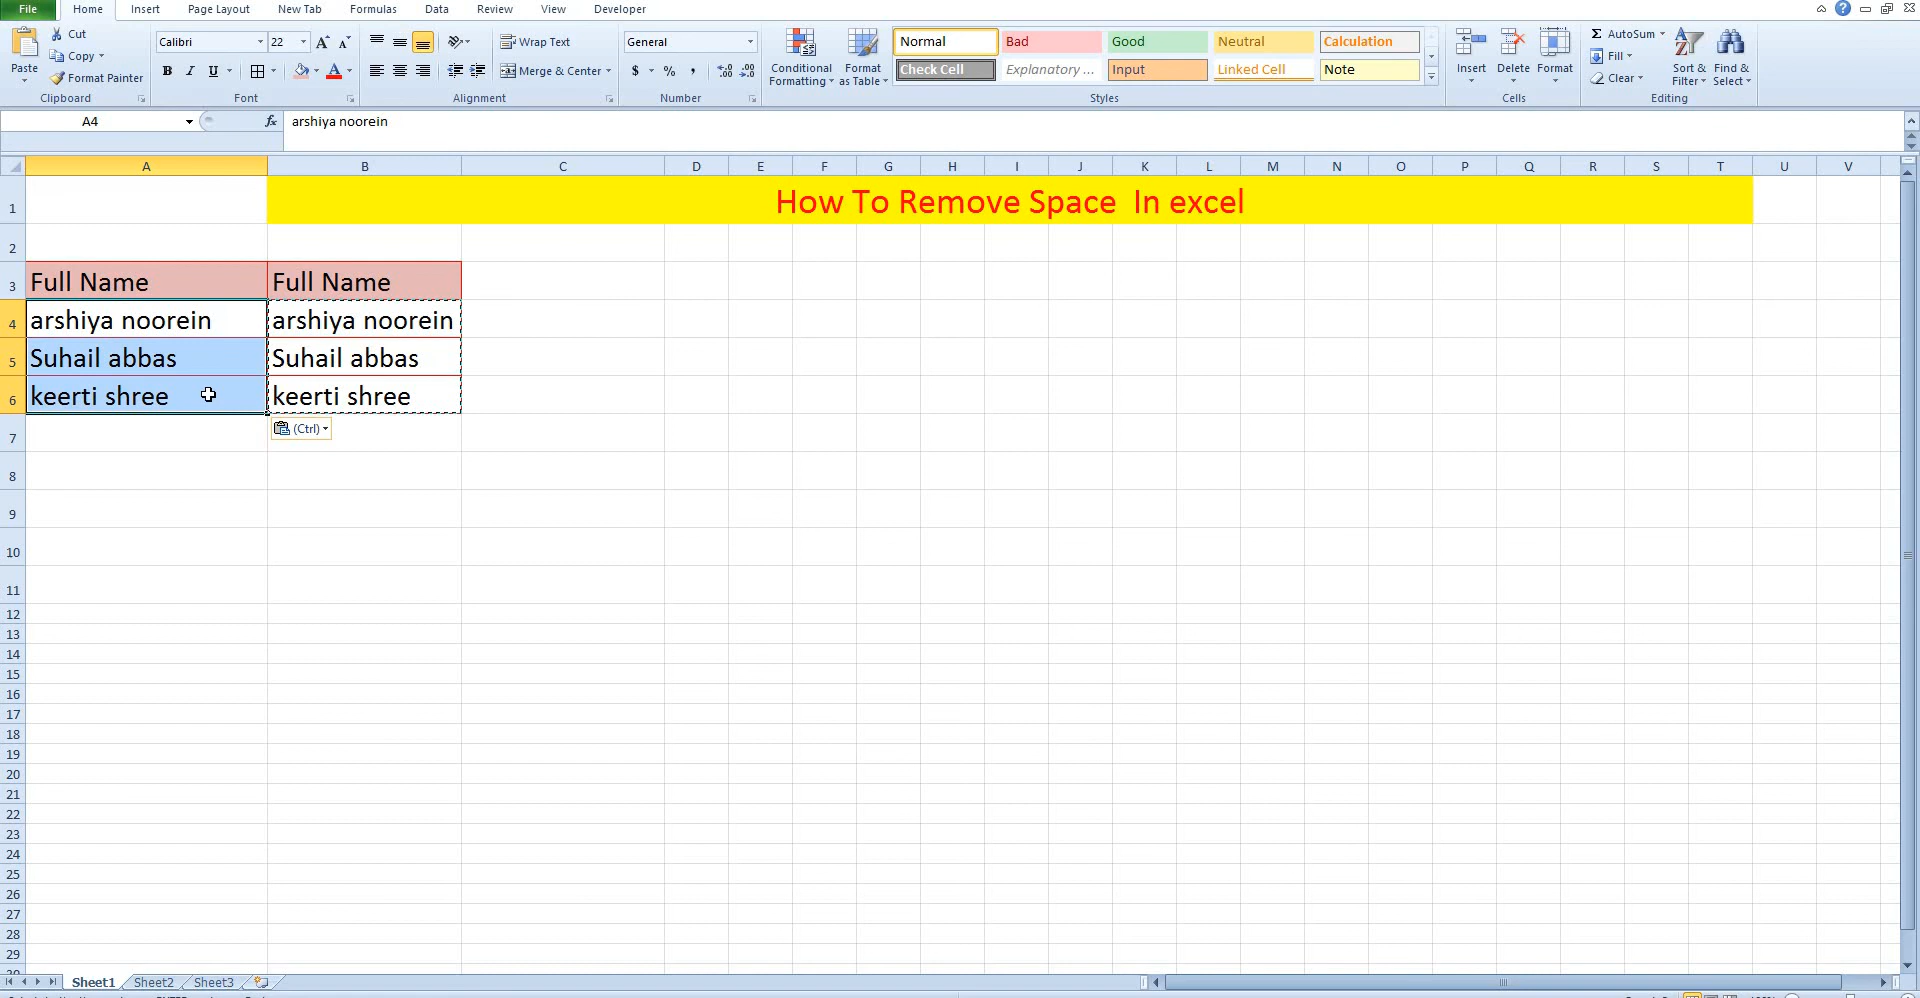 File Home Insert Page Layout New Tab Formulas Data Review View Developer
Cut
Copy
Format Painter
Paste
Clipboard
Calibri 22
B I U
Font
Wrap Text
Merge & Center
Alignment
General
$ % ,
Number
Conditional Formatting
Format as Table
Normal Bad Good Neutral Calculation
Check Cell Explanatory ... Input Linked Cell Note
Styles
Insert Delete Format
Cells
Σ AutoSum
Fill
Clear
Sort & Filter
Find & Select
Editing
A4 fx arshiya noorein
A B C D E F G H I J K L M N O P Q R S T U V
1 How To Remove Space In excel
2
3 Full Name Full Name
4 arshiya noorein arshiya noorein
5 Suhail abbas Suhail abbas
6 keerti shree keerti shree
7 (Ctrl)
8
9
10
11
12
13
14
15
16
17
18
19
20
21
22
23
24
25
26
27
28
29
Sheet1 Sheet2 Sheet3